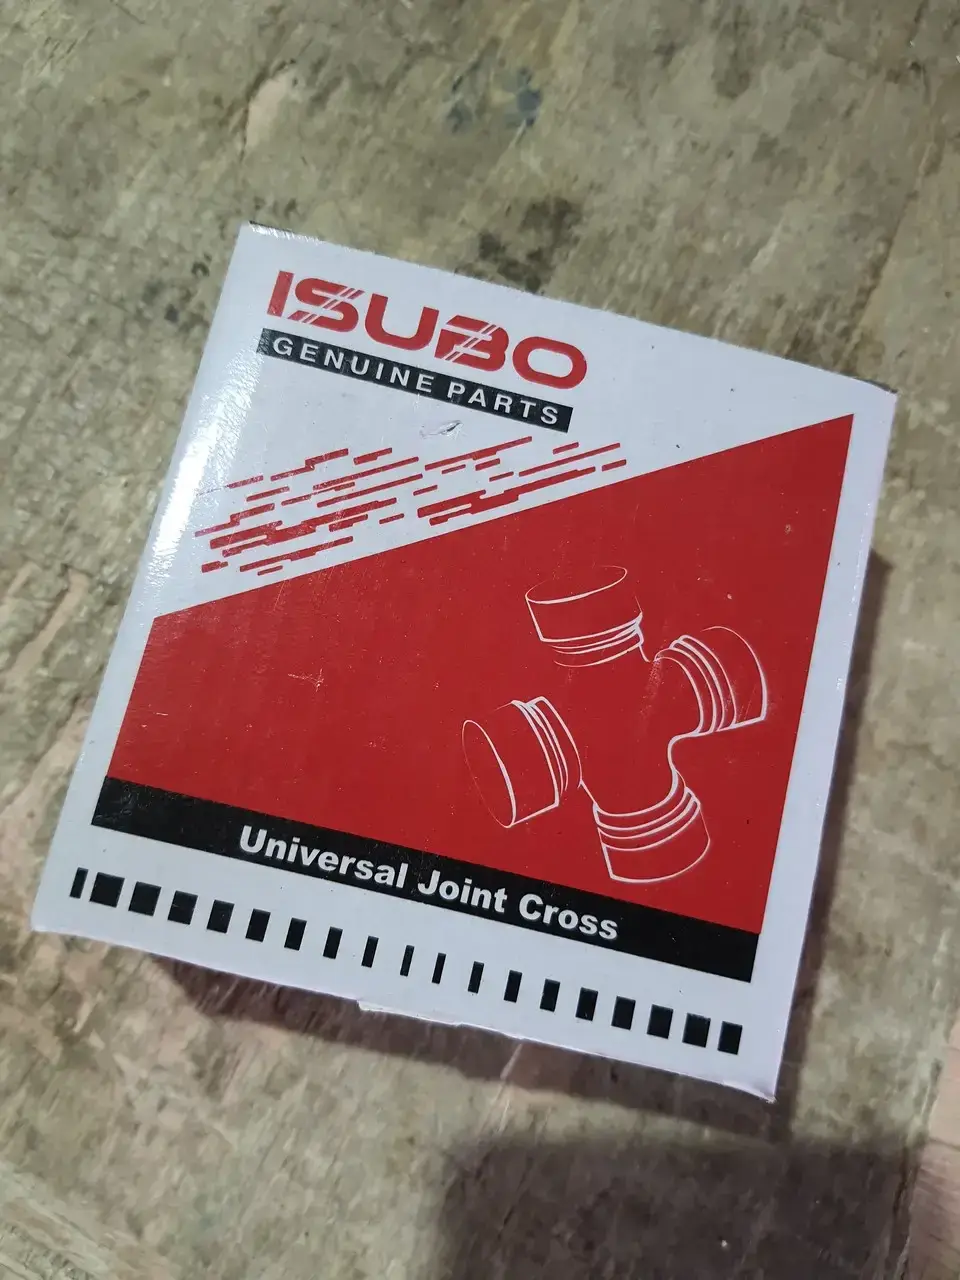 ISUBO
GENUINE PARTS
Universal Joint Cross